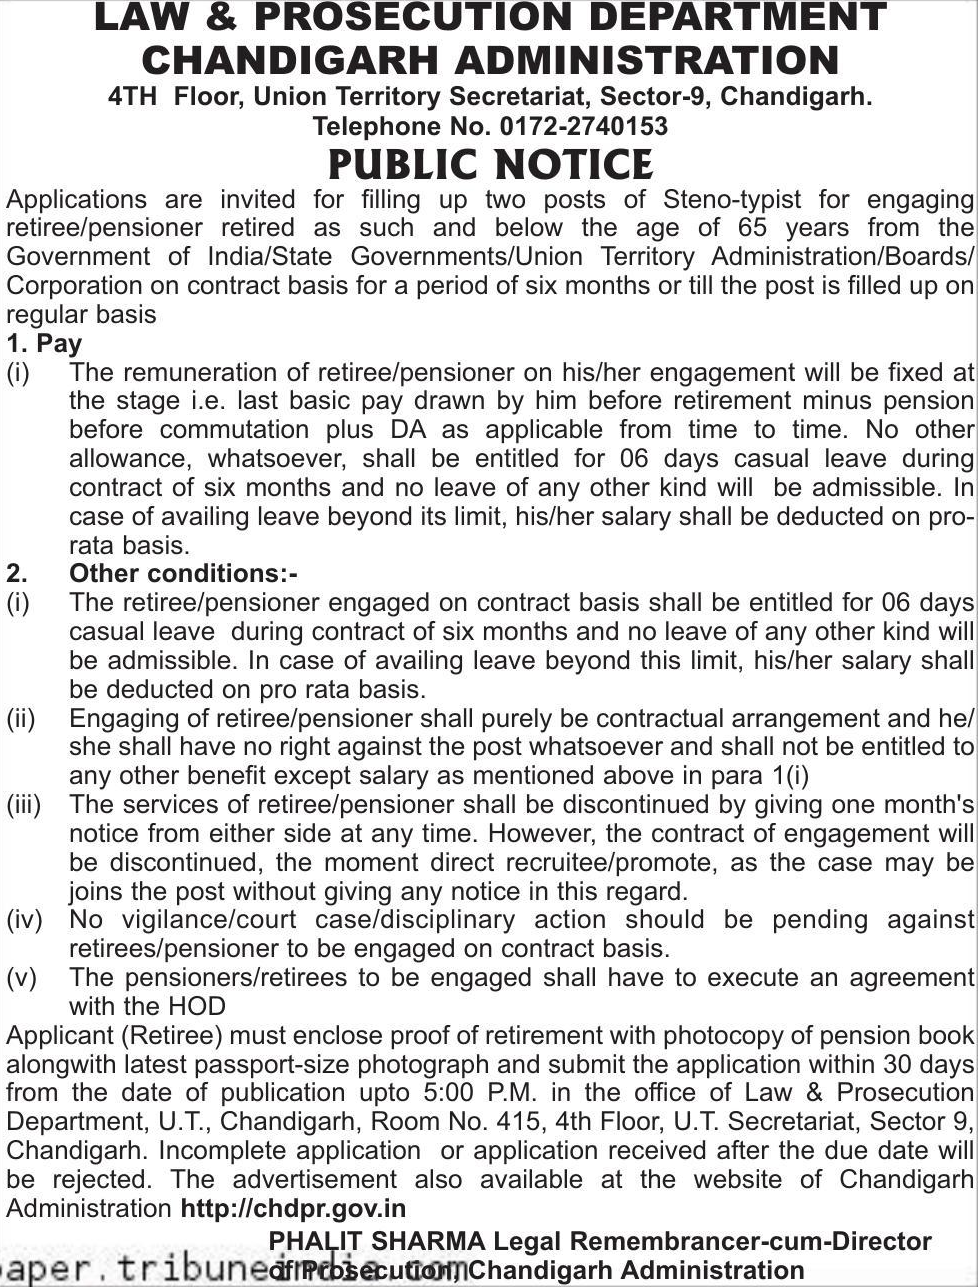 LAW & PROSECUTION DEPARTMENT
CHANDIGARH ADMINISTRATION
4TH Floor, Union Territory Secretariat, Sector-9, Chandigarh.
Telephone No. 0172-2740153
PUBLIC NOTICE
Applications are invited for filling up two posts of Steno-typist for engaging
retiree/pensioner retired as such and below the age of 65 years from the
Government of India/State Governments/Union Territory Administration/Boards/
Corporation on contract basis for a period of six months or till the post is filled up on
regular basis
1. Pay
(i) The remuneration of retiree/pensioner on his/her engagement will be fixed at
the stage i.e. last basic pay drawn by him before retirement minus pension
before commutation plus DA as applicable from time to time. No other
allowance, whatsoever, shall be entitled for 06 days casual leave during
contract of six months and no leave of any other kind will be admissible. In
case of availing leave beyond its limit, his/her salary shall be deducted on pro-
rata basis.
2. Other conditions:-
(i) The retiree/pensioner engaged on contract basis shall be entitled for 06 days
casual leave during contract of six months and no leave of any other kind will
be admissible. In case of availing leave beyond this limit, his/her salary shall
be deducted on pro rata basis.
(ii) Engaging of retiree/pensioner shall purely be contractual arrangement and he/
she shall have no right against the post whatsoever and shall not be entitled to
any other benefit except salary as mentioned above in para 1(i)
(iii) The services of retiree/pensioner shall be discontinued by giving one month's
notice from either side at any time. However, the contract of engagement will
be discontinued, the moment direct recruitee/promote, as the case may be
joins the post without giving any notice in this regard.
(iv) No vigilance/court case/disciplinary action should be pending against
retirees/pensioner to be engaged on contract basis.
(v) The pensioners/retirees to be engaged shall have to execute an agreement
with the HOD
Applicant (Retiree) must enclose proof of retirement with photocopy of pension book
alongwith latest passport-size photograph and submit the application within 30 days
from the date of publication upto 5:00 P.M. in the office of Law & Prosecution
Department, U.T., Chandigarh, Room No. 415, 4th Floor, U.T. Secretariat, Sector 9,
Chandigarh. Incomplete application or application received after the due date will
be rejected. The advertisement also available at the website of Chandigarh
Administration http://chdpr.gov.in
PHALIT SHARMA Legal Remembrancer-cum-Director
of Prosecution, Chandigarh Administration
aper.tribuneindia.com